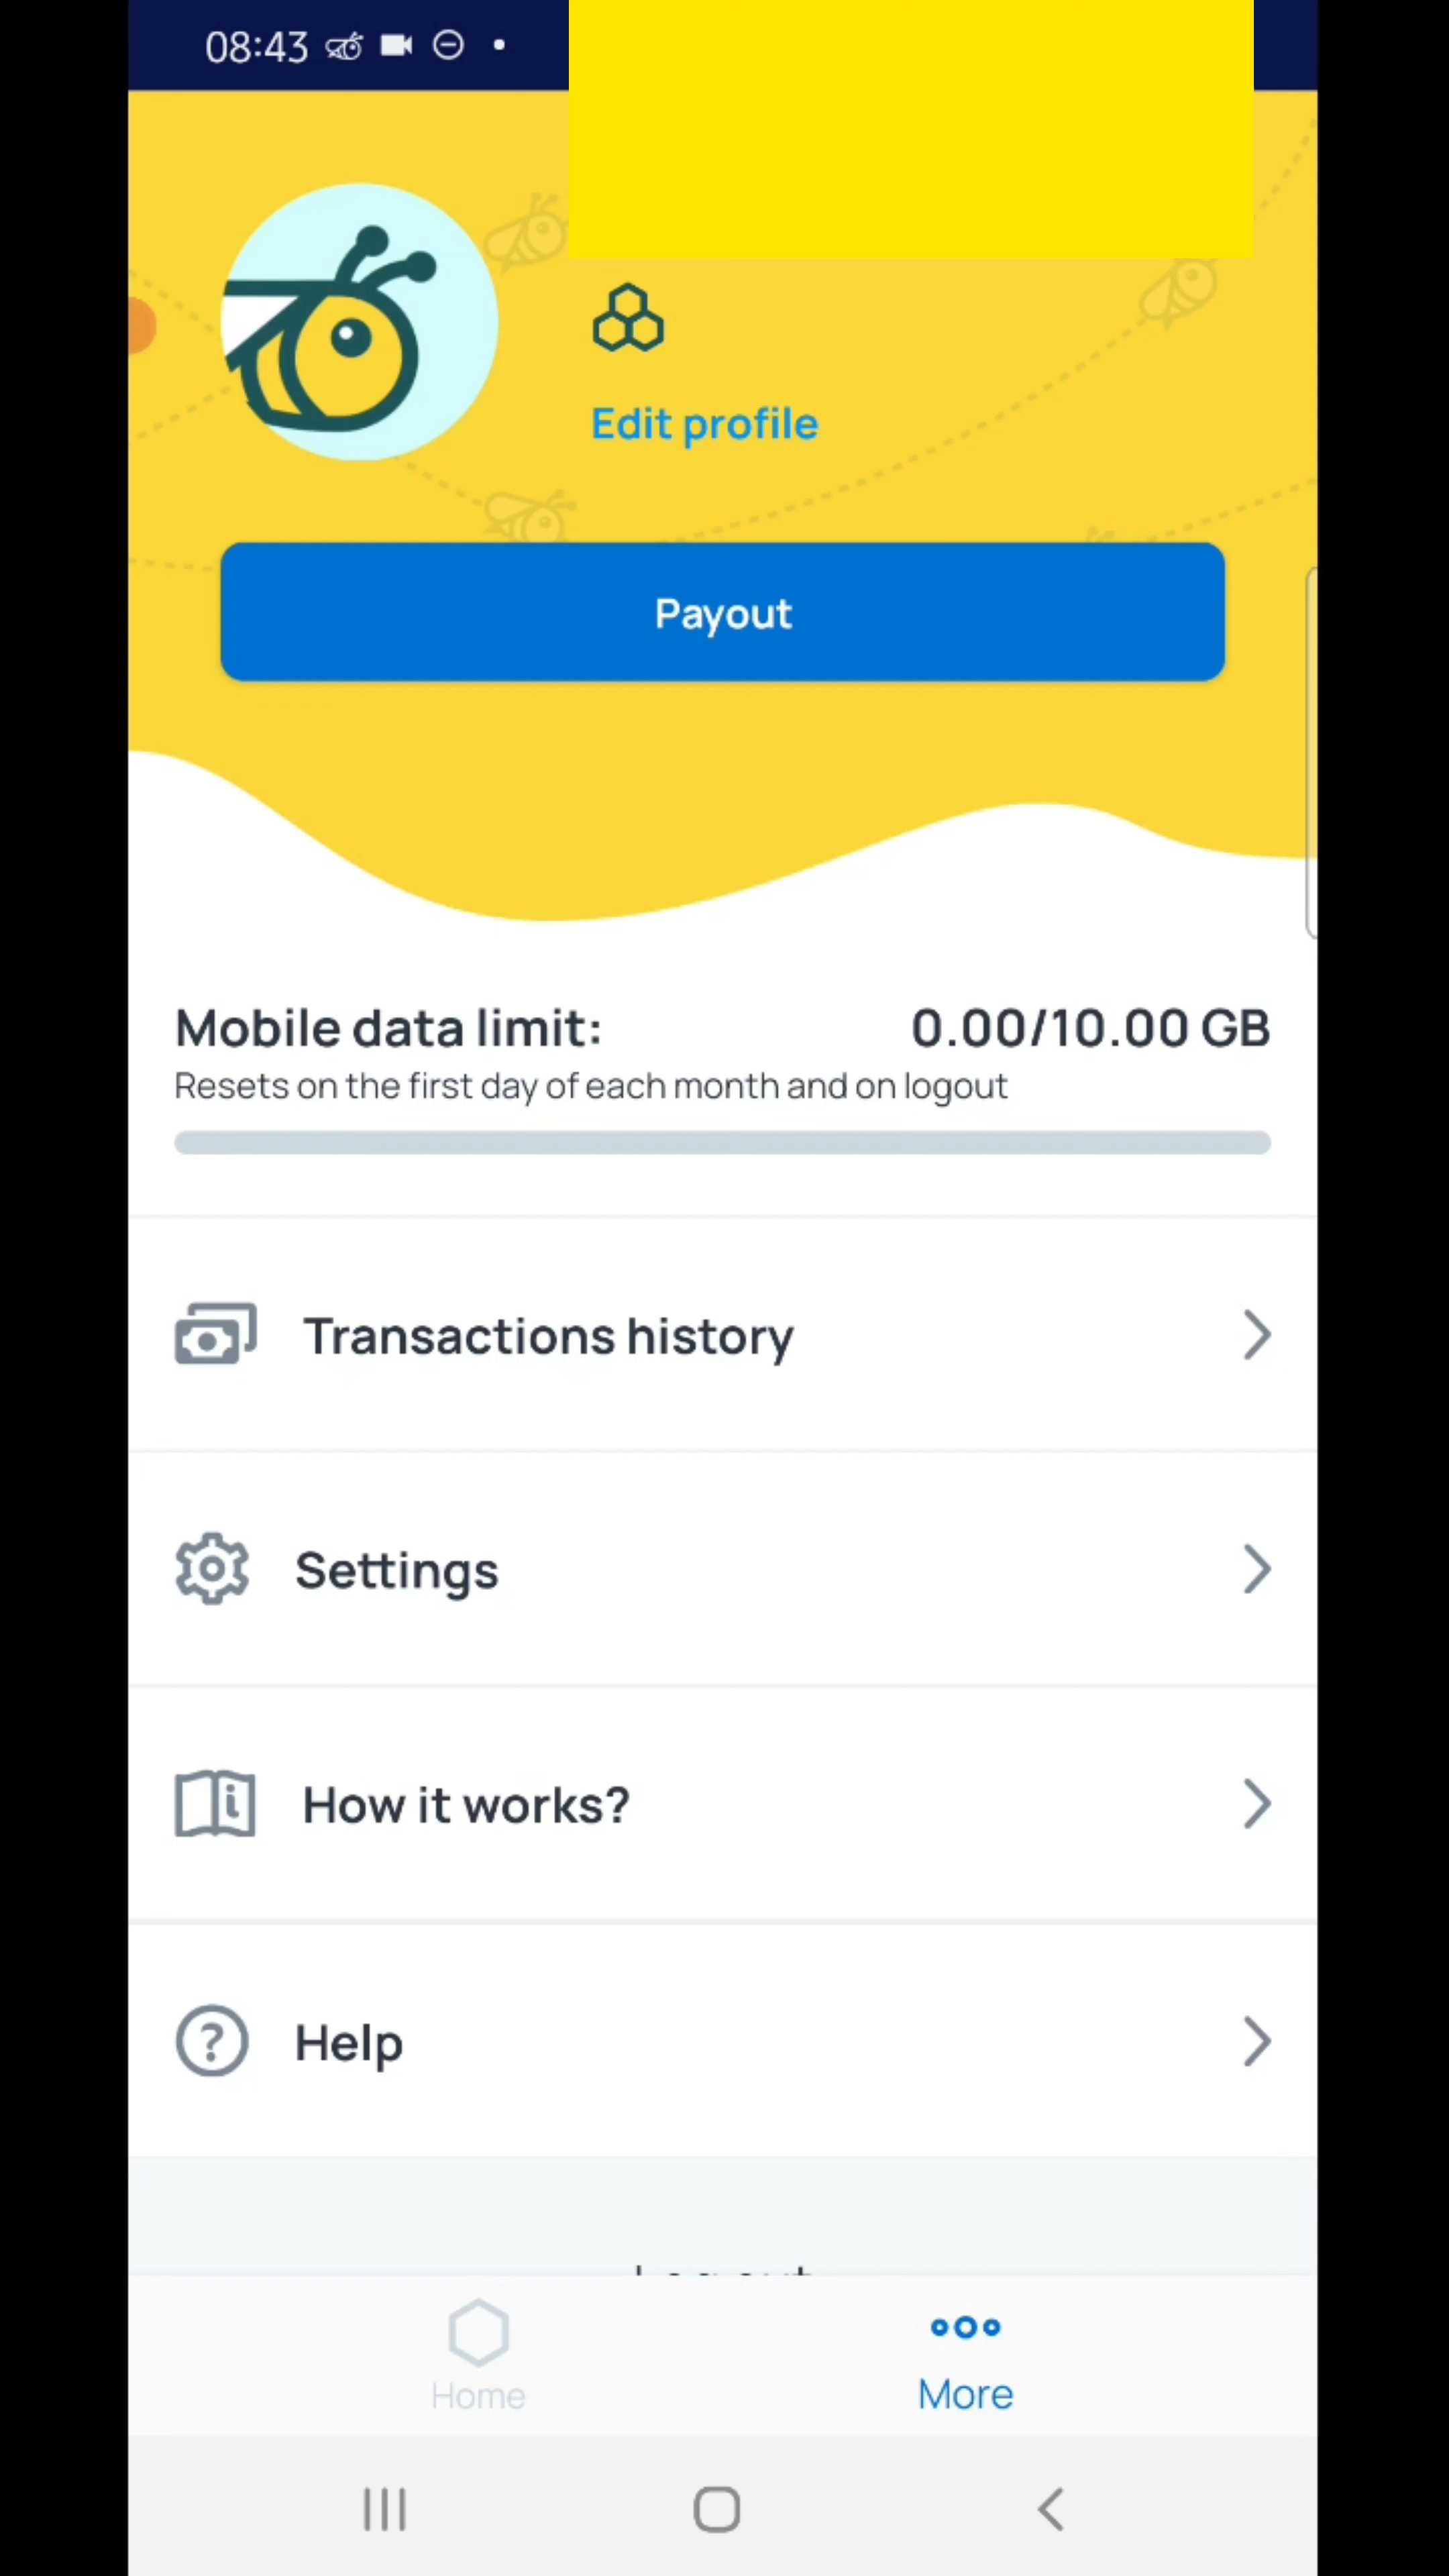 08:43
Edit profile
Payout
Mobile data limit: 0.00/10.00 GB
Resets on the first day of each month and on logout
Transactions history
Settings
How it works?
Help
Logout
Home
More